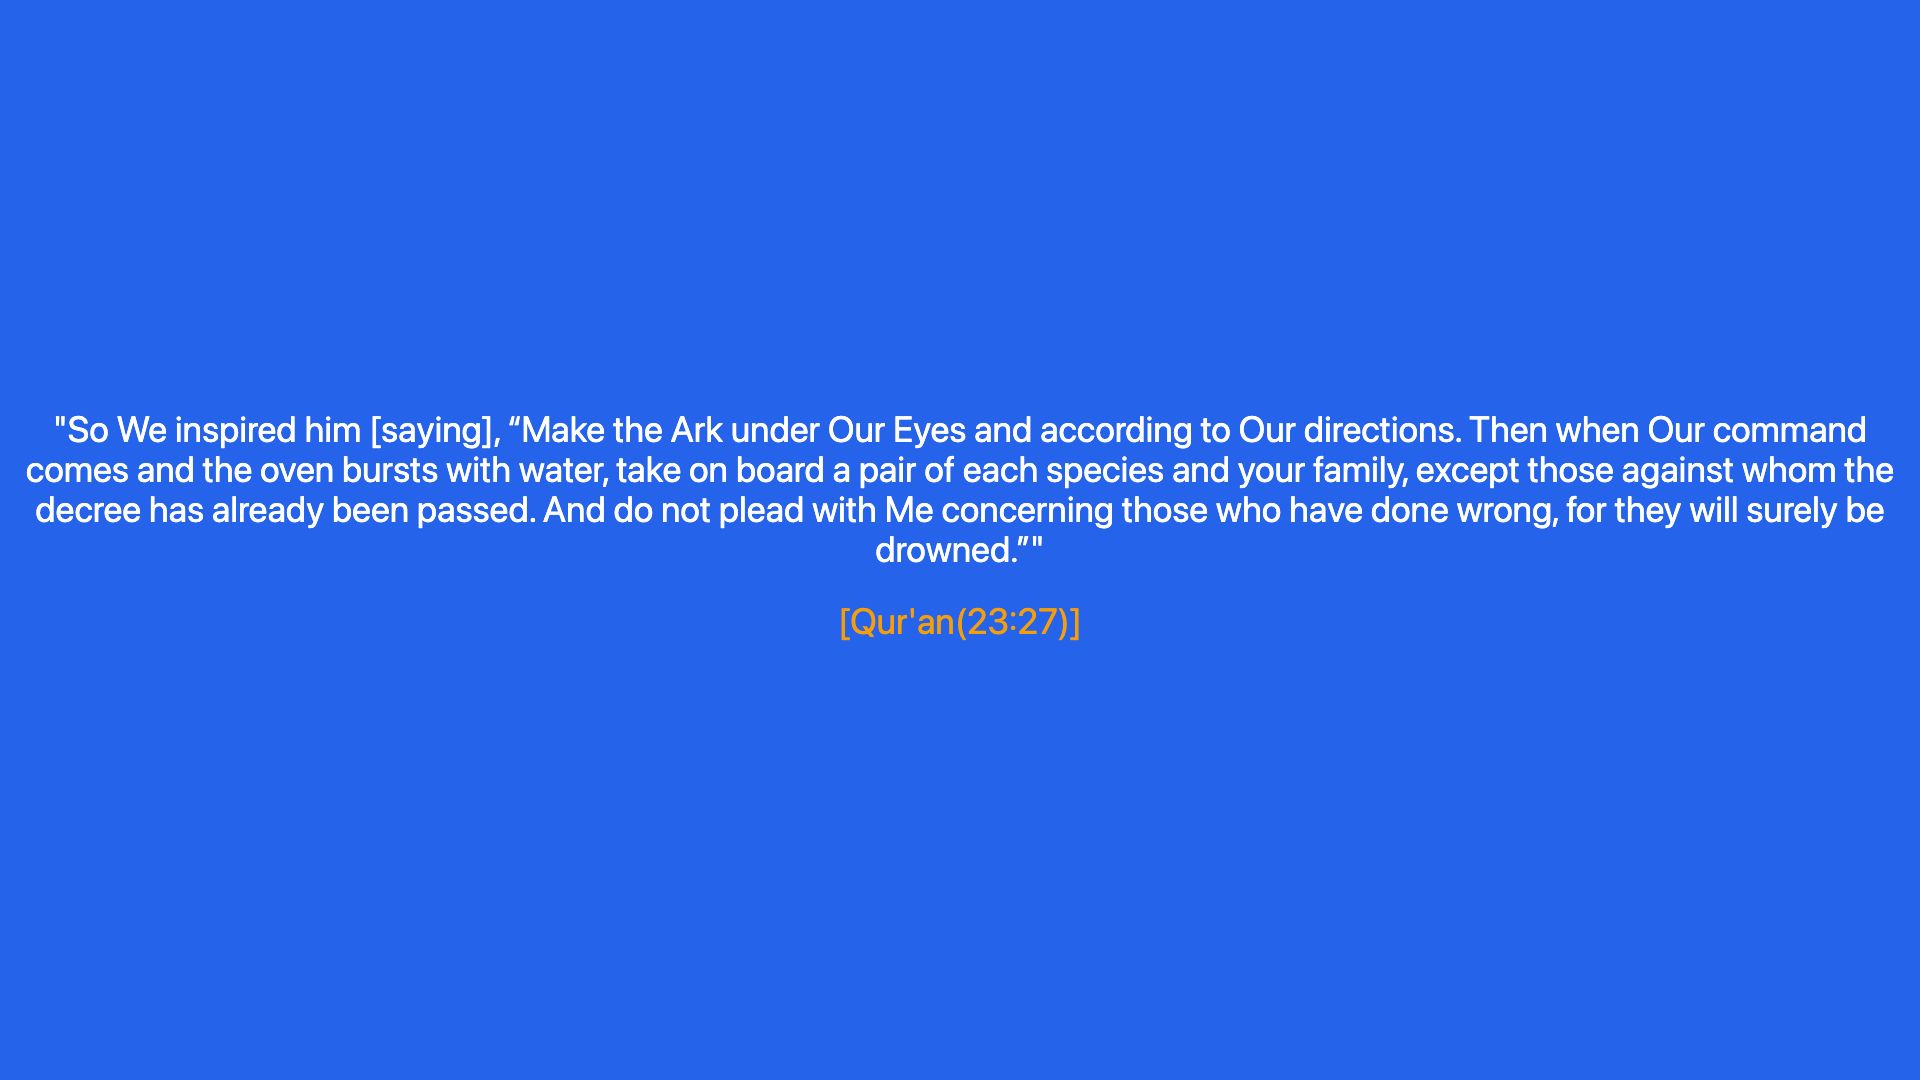 "So We inspired him [saying], “Make the Ark under Our Eyes and according to Our directions. Then when Our command
comes and the oven bursts with water, take on board a pair of each species and your family, except those against whom the
decree has already been passed. And do not plead with Me concerning those who have done wrong, for they will surely be
drowned.”"
[Qur'an(23:27)]